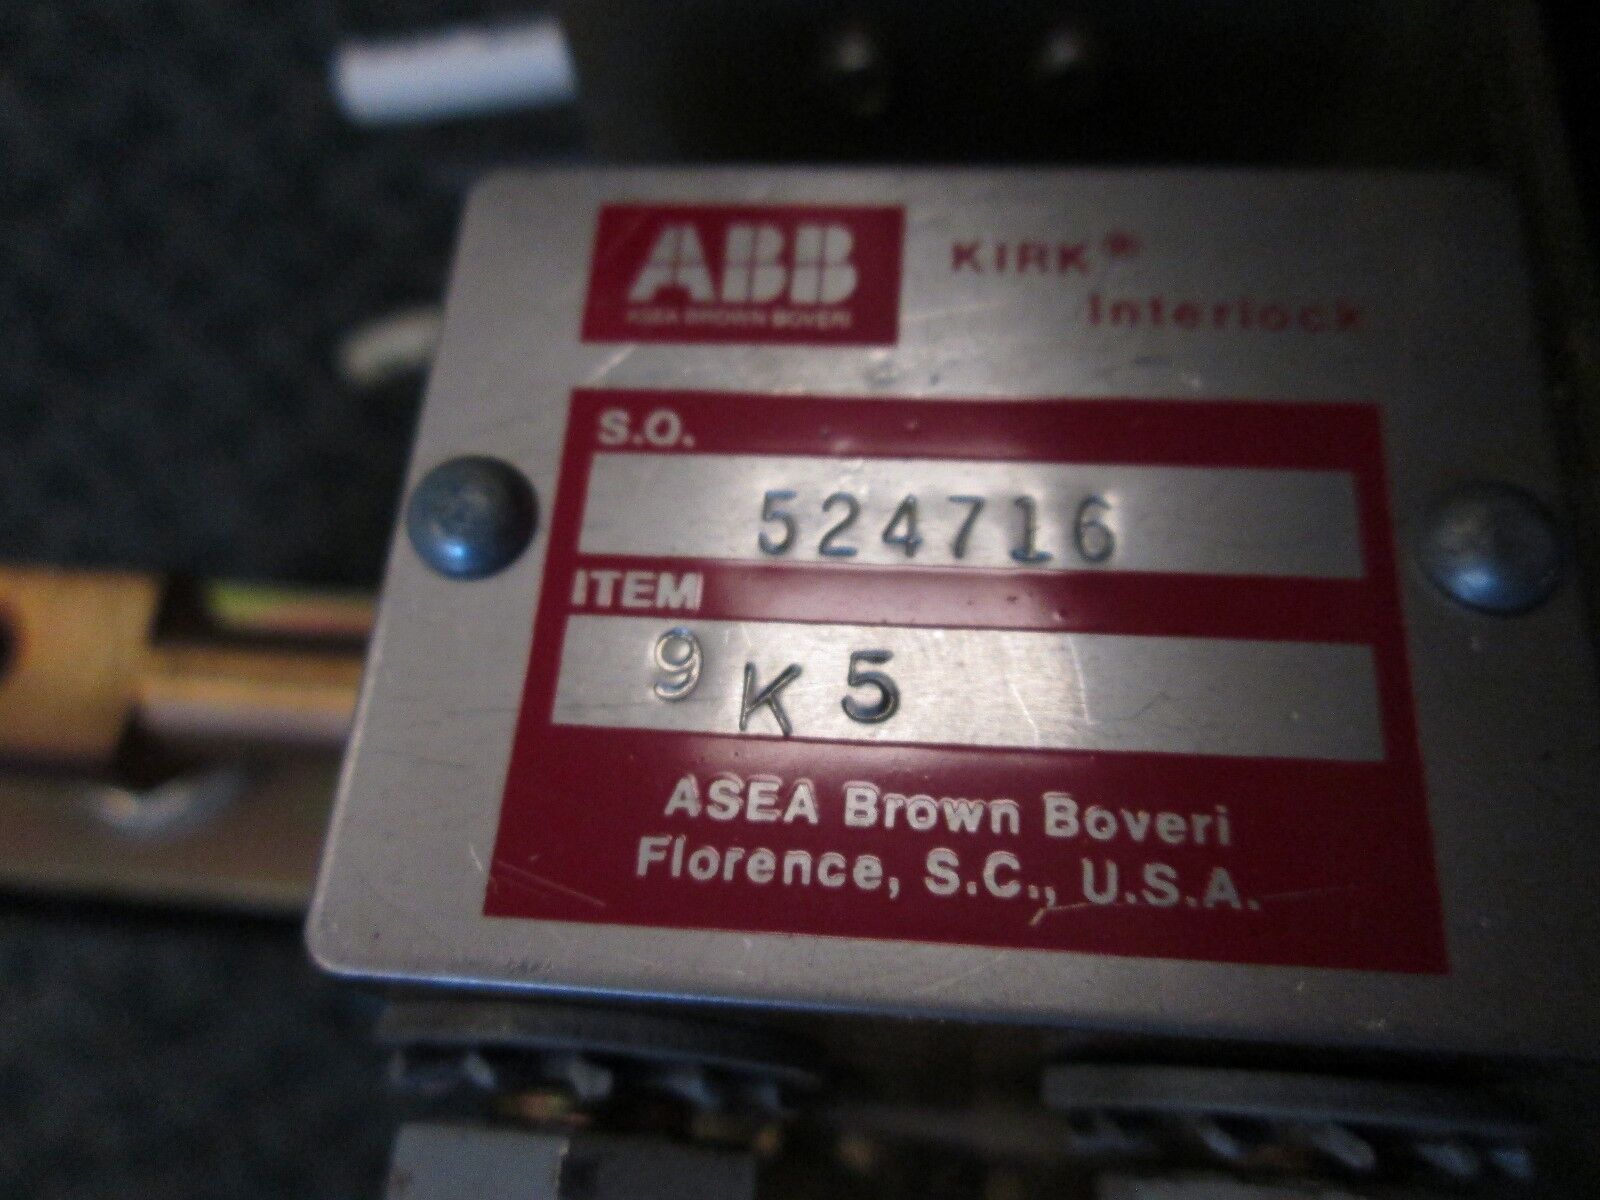 ABB
ASEA BROWN BOVERI
KIRK®
Interlock
S.O.
524716
ITEM
9 K 5
ASEA Brown Boveri
Florence, S.C., U.S.A.